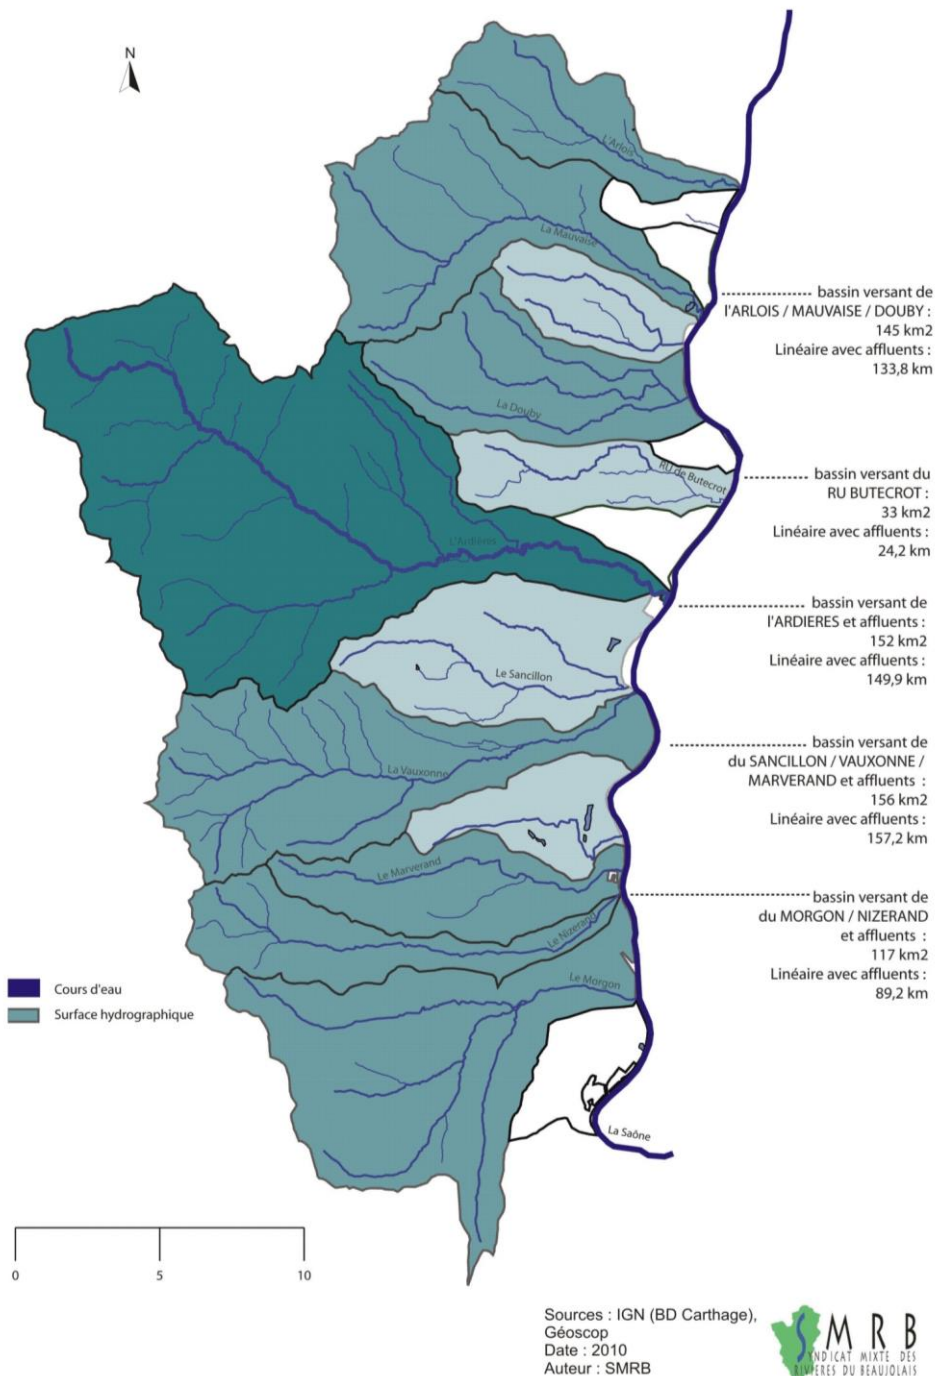 N
L'Arlois
La Mauvaise
bassin versant de
l'ARLOIS / MAUVAISE / DOUBY :
145 km2
Linéaire avec affluents :
133,8 km
La Douby
RU de Butecrot
bassin versant du
RU BUTECROT :
33 km2
Linéaire avec affluents :
24,2 km
L'Ardières
bassin versant de
l'ARDIERES et affluents :
152 km2
Linéaire avec affluents :
149,9 km
Le Sancillon
La Vauxonne
bassin versant de
du SANCILLON / VAUXONNE /
MARVERAND et affluents :
156 km2
Linéaire avec affluents :
157,2 km
Le Marverand
Le Nizerand
bassin versant de
du MORGON / NIZERAND
et affluents :
117 km2
Linéaire avec affluents :
89,2 km
Le Morgon
Cours d'eau
Surface hydrographique
La Saône
0 5 10
Sources : IGN (BD Carthage),
Géoscop
Date : 2010
Auteur : SMRB
SMRB
SYNDICAT MIXTE DES
RIVIERES DU BEAUJOLAIS